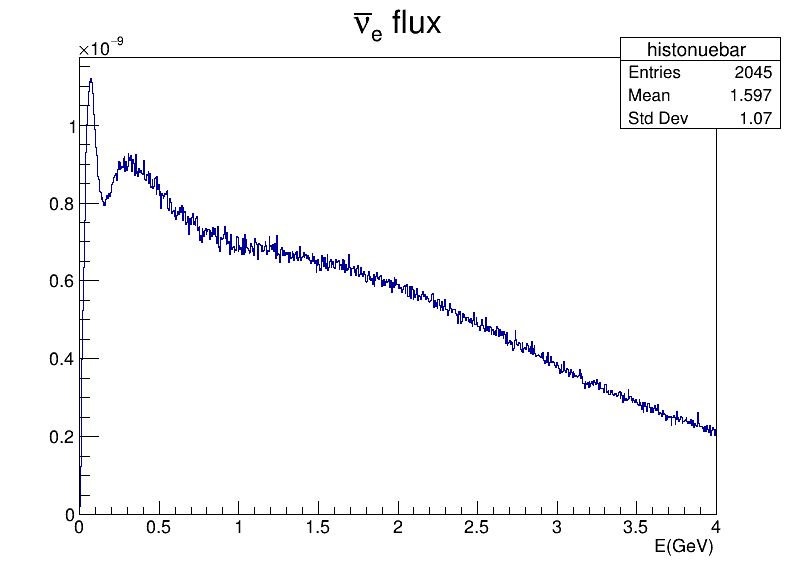 ν̅e flux
×10−9
histonuebar
Entries 2045
Mean 1.597
Std Dev 1.07
1
0.8
0.6
0.4
0.2
0
0 0.5 1 1.5 2 2.5 3 3.5 4
E(GeV)